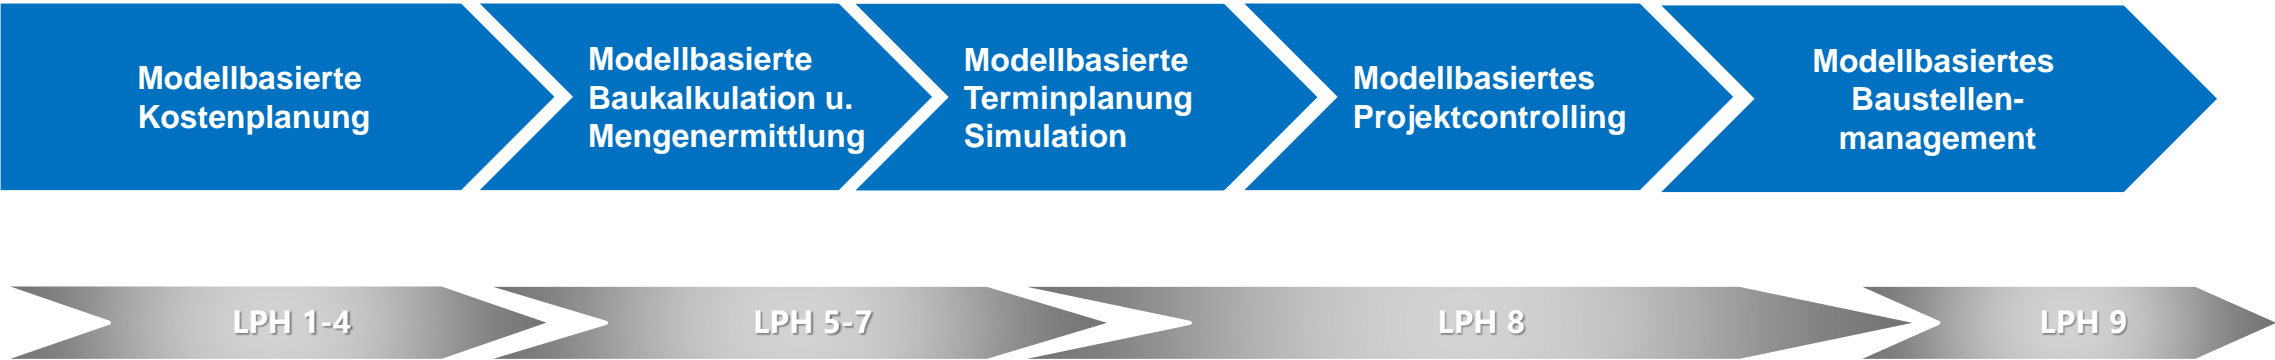 Modellbasierte
Kostenplanung
Modellbasierte
Baukalkulation u.
Mengenermittlung
Modellbasierte
Terminplanung
Simulation
Modellbasiertes
Projektcontrolling
Modellbasiertes
Baustellen-
management
LPH 1-4
LPH 5-7
LPH 8
LPH 9